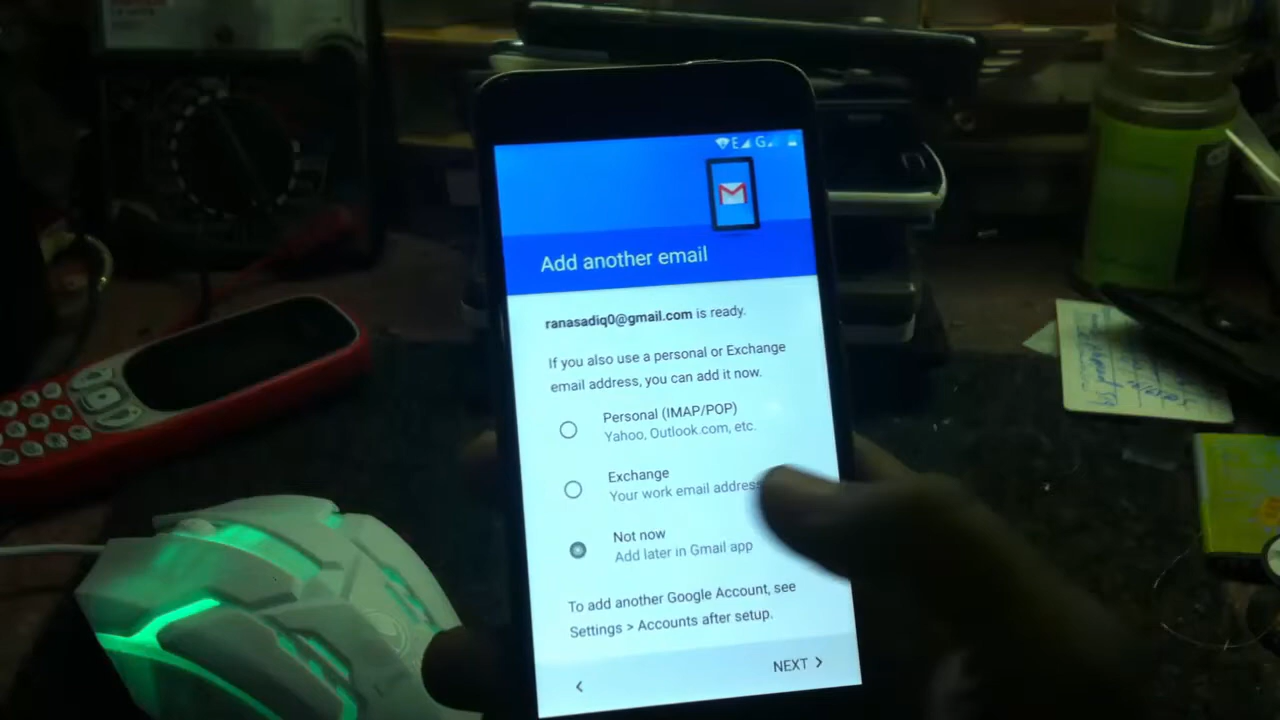 E G
Add another email
ranasadiq0@gmail.com is ready.
If you also use a personal or Exchange
email address, you can add it now.
Personal (IMAP/POP)
Yahoo, Outlook.com, etc.
Exchange
Your work email address
Not now
Add later in Gmail app
To add another Google Account, see
Settings > Accounts after setup.
NEXT